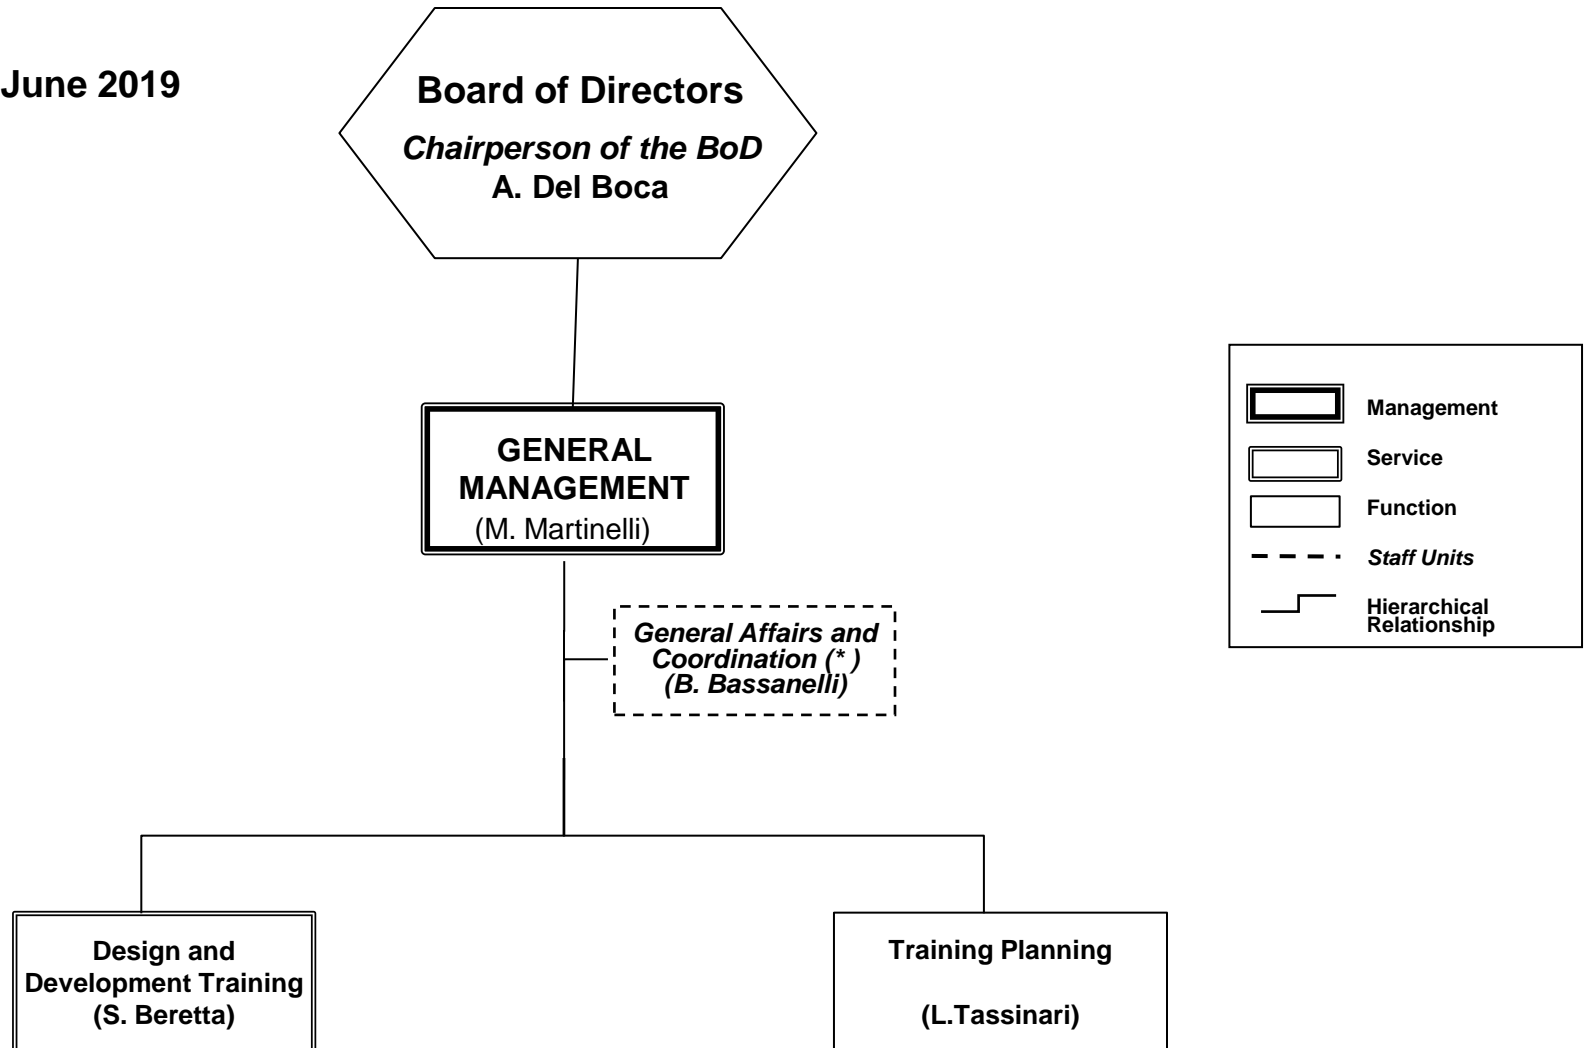 June 2019
Board of Directors
Chairperson of the BoD
A. Del Boca
GENERAL
MANAGEMENT
(M. Martinelli)
Management
Service
Function
Staff Units
Hierarchical
Relationship
General Affairs and
Coordination (* )
(B. Bassanelli)
Design and
Development Training
(S. Beretta)
Training Planning
(L.Tassinari)